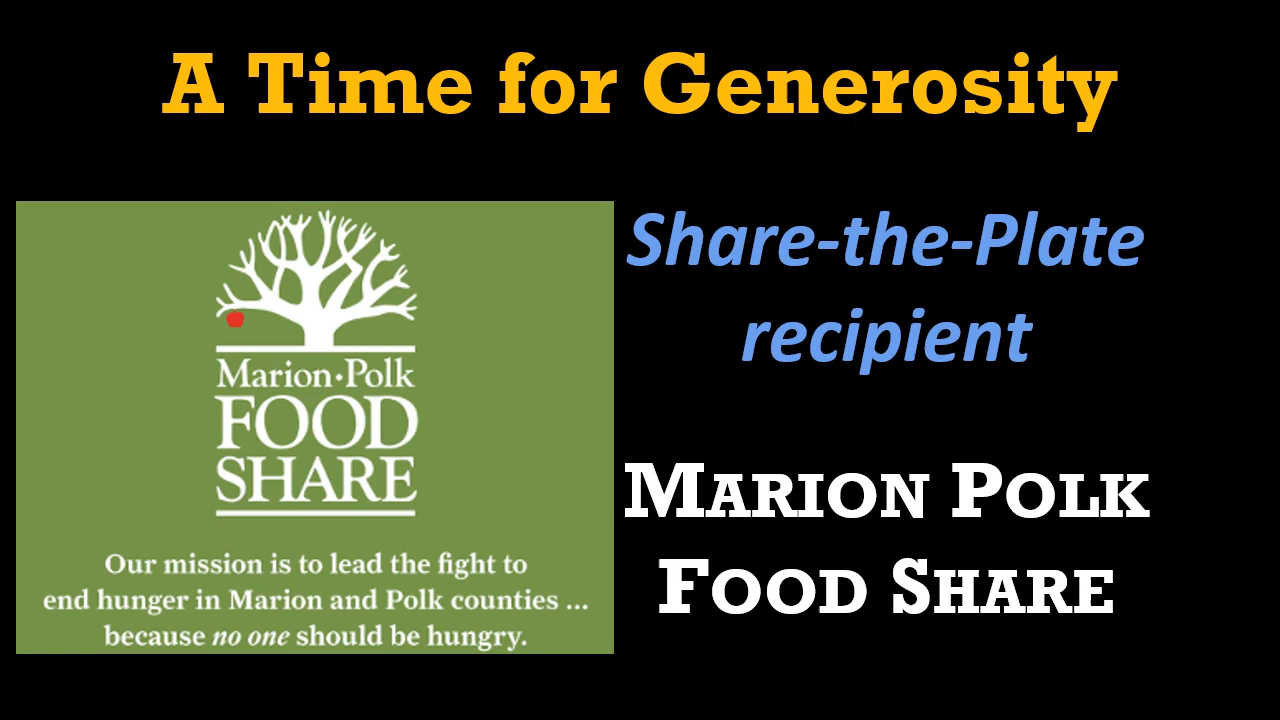 A Time for Generosity
Marion·Polk
FOOD
SHARE
Our mission is to lead the fight to
end hunger in Marion and Polk counties ...
because no one should be hungry.
Share-the-Plate
recipient
MARION POLK
FOOD SHARE